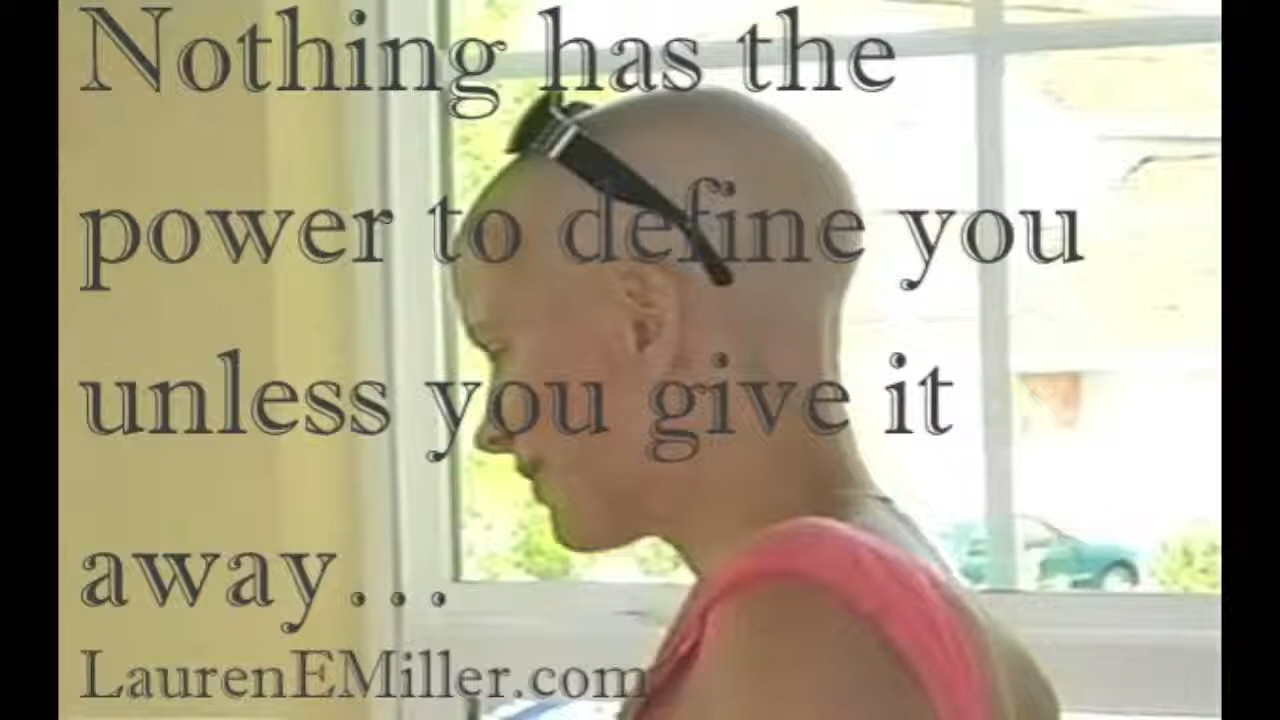 Nothing has the
power to define you
unless you give it
away...
LaurenEMiller.com